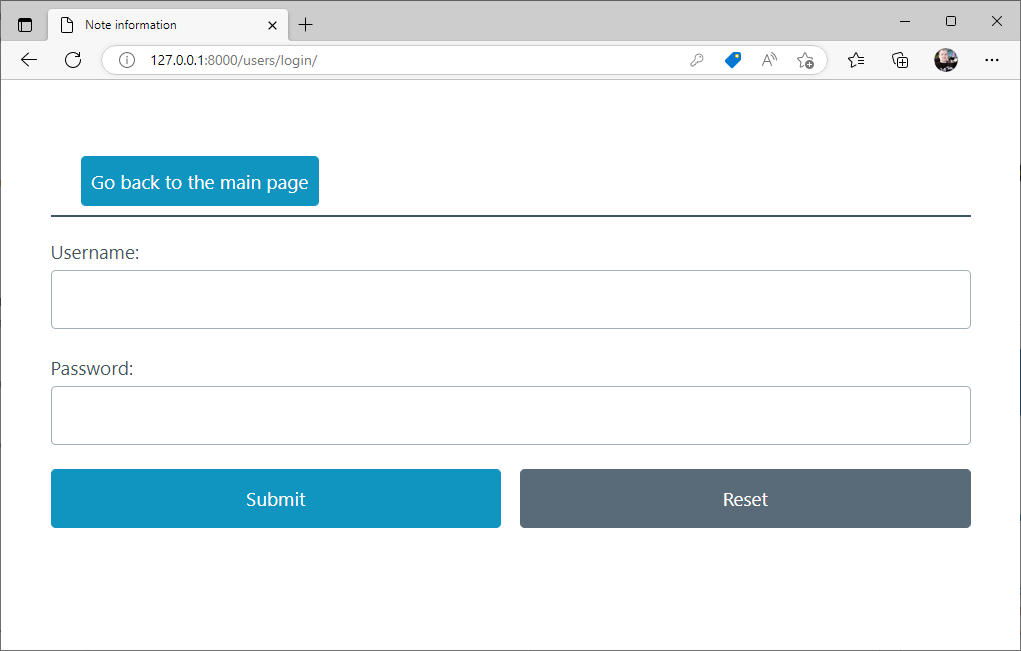 Note information
127.0.0.1:8000/users/login/
Go back to the main page
Username:
Password:
Submit
Reset